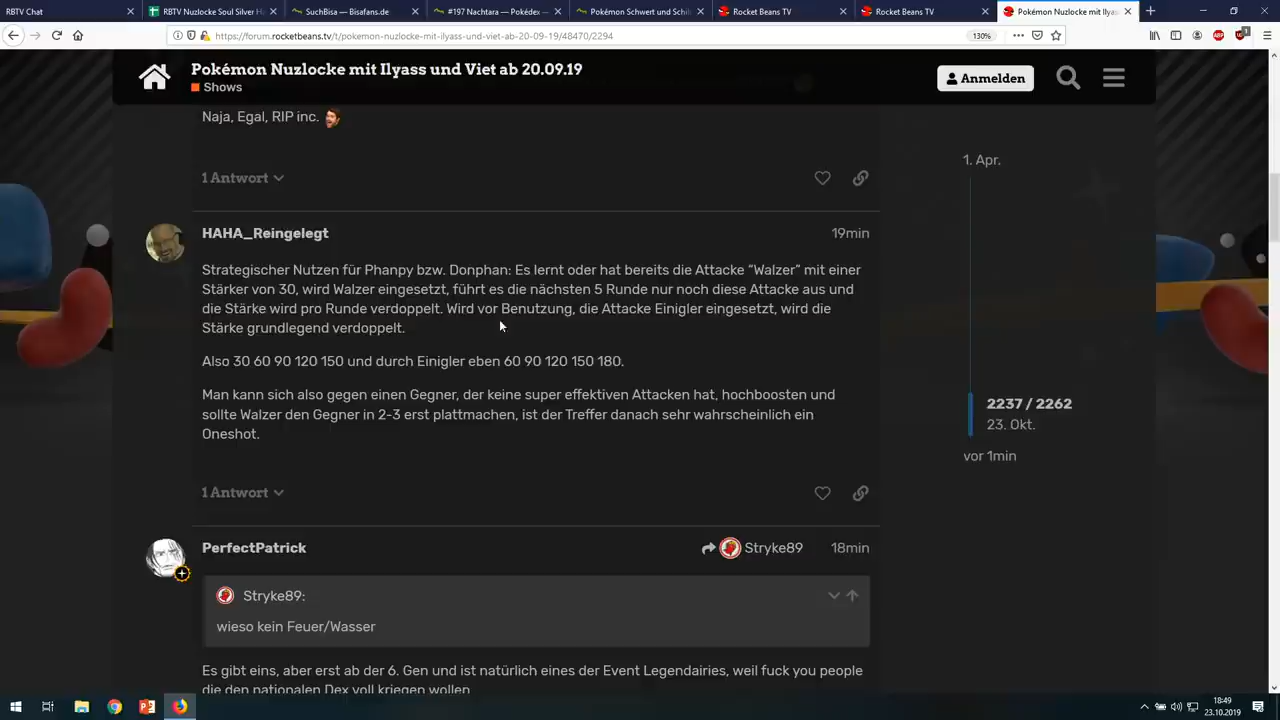 RBTV Chat
RBTV Nuzlocke Soul Silver Ha
SuchBisa — Bisafans.de
#197 Nachtara — Pokédex
Pokémon Schwert und Schil
Rocket Beans TV
Rocket Beans TV
Pokémon Nuzlocke mit Ilyas
https://forum.rocketbeans.tv/t/pokemon-nuzlocke-mit-ilyass-und-viet-ab-20-09-19/48470/2294
130%
Pokémon Nuzlocke mit Ilyass und Viet ab 20.09.19
Shows
Anmelden
Naja, Egal, RIP inc.
1 Antwort
HAHA_Reingelegt
19min
Strategischer Nutzen für Phanpy bzw. Donphan: Es lernt oder hat bereits die Attacke “Walzer” mit einer
Stärker von 30, wird Walzer eingesetzt, führt es die nächsten 5 Runde nur noch diese Attacke aus und
die Stärke wird pro Runde verdoppelt. Wird vor Benutzung, die Attacke Einigler eingesetzt, wird die
Stärke grundlegend verdoppelt.
Also 30 60 90 120 150 und durch Einigler eben 60 90 120 150 180.
Man kann sich also gegen einen Gegner, der keine super effektiven Attacken hat, hochboosten und
sollte Walzer den Gegner in 2-3 erst plattmachen, ist der Treffer danach sehr wahrscheinlich ein
Oneshot.
1 Antwort
PerfectPatrick
Stryke89
18min
Stryke89:
wieso kein Feuer/Wasser
Es gibt eins, aber erst ab der 6. Gen und ist natürlich eines der Event Legendairies, weil fuck you people
die den nationalen Dex voll kriegen wollen
1. Apr.
2237 / 2262
23. Okt.
vor 1min
18:49
23.10.2019